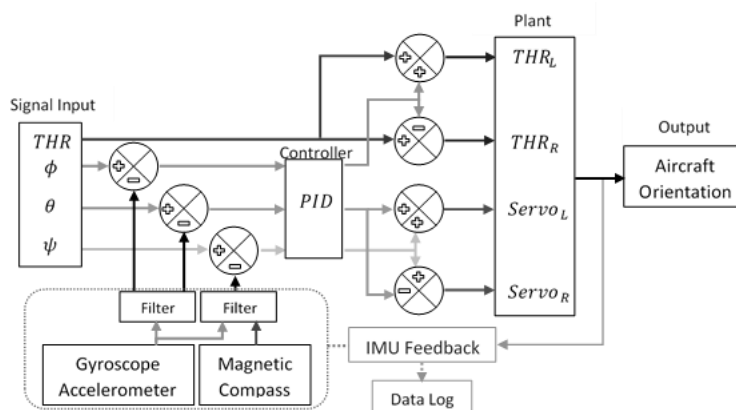 Plant
Signal Input
THR
ϕ
θ
ψ
Controller
PID
THR_L
THR_R
Servo_L
Servo_R
Output
Aircraft
Orientation
Filter
Filter
Gyroscope
Accelerometer
Magnetic
Compass
IMU Feedback
Data Log